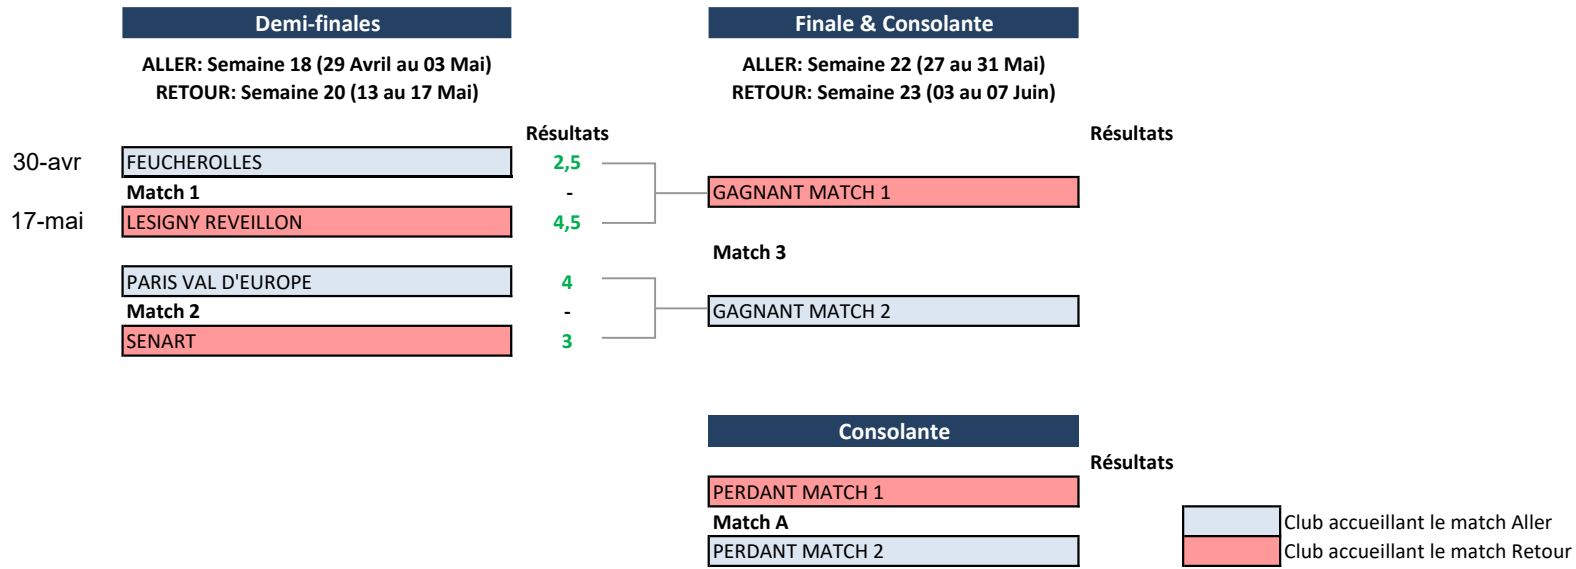 Demi-finales
Finale & Consolante
ALLER: Semaine 18 (29 Avril au 03 Mai)
ALLER: Semaine 22 (27 au 31 Mai)
RETOUR: Semaine 20 (13 au 17 Mai)
RETOUR: Semaine 23 (03 au 07 Juin)
Résultats
Résultats
30-avr
FEUCHEROLLES
2,5
Match 1
-
GAGNANT MATCH 1
17-mai
LESIGNY REVEILLON
4,5
Match 3
PARIS VAL D'EUROPE
4
Match 2
-
GAGNANT MATCH 2
SENART
3
Consolante
Résultats
PERDANT MATCH 1
Match A
Club accueillant le match Aller
PERDANT MATCH 2
Club accueillant le match Retour